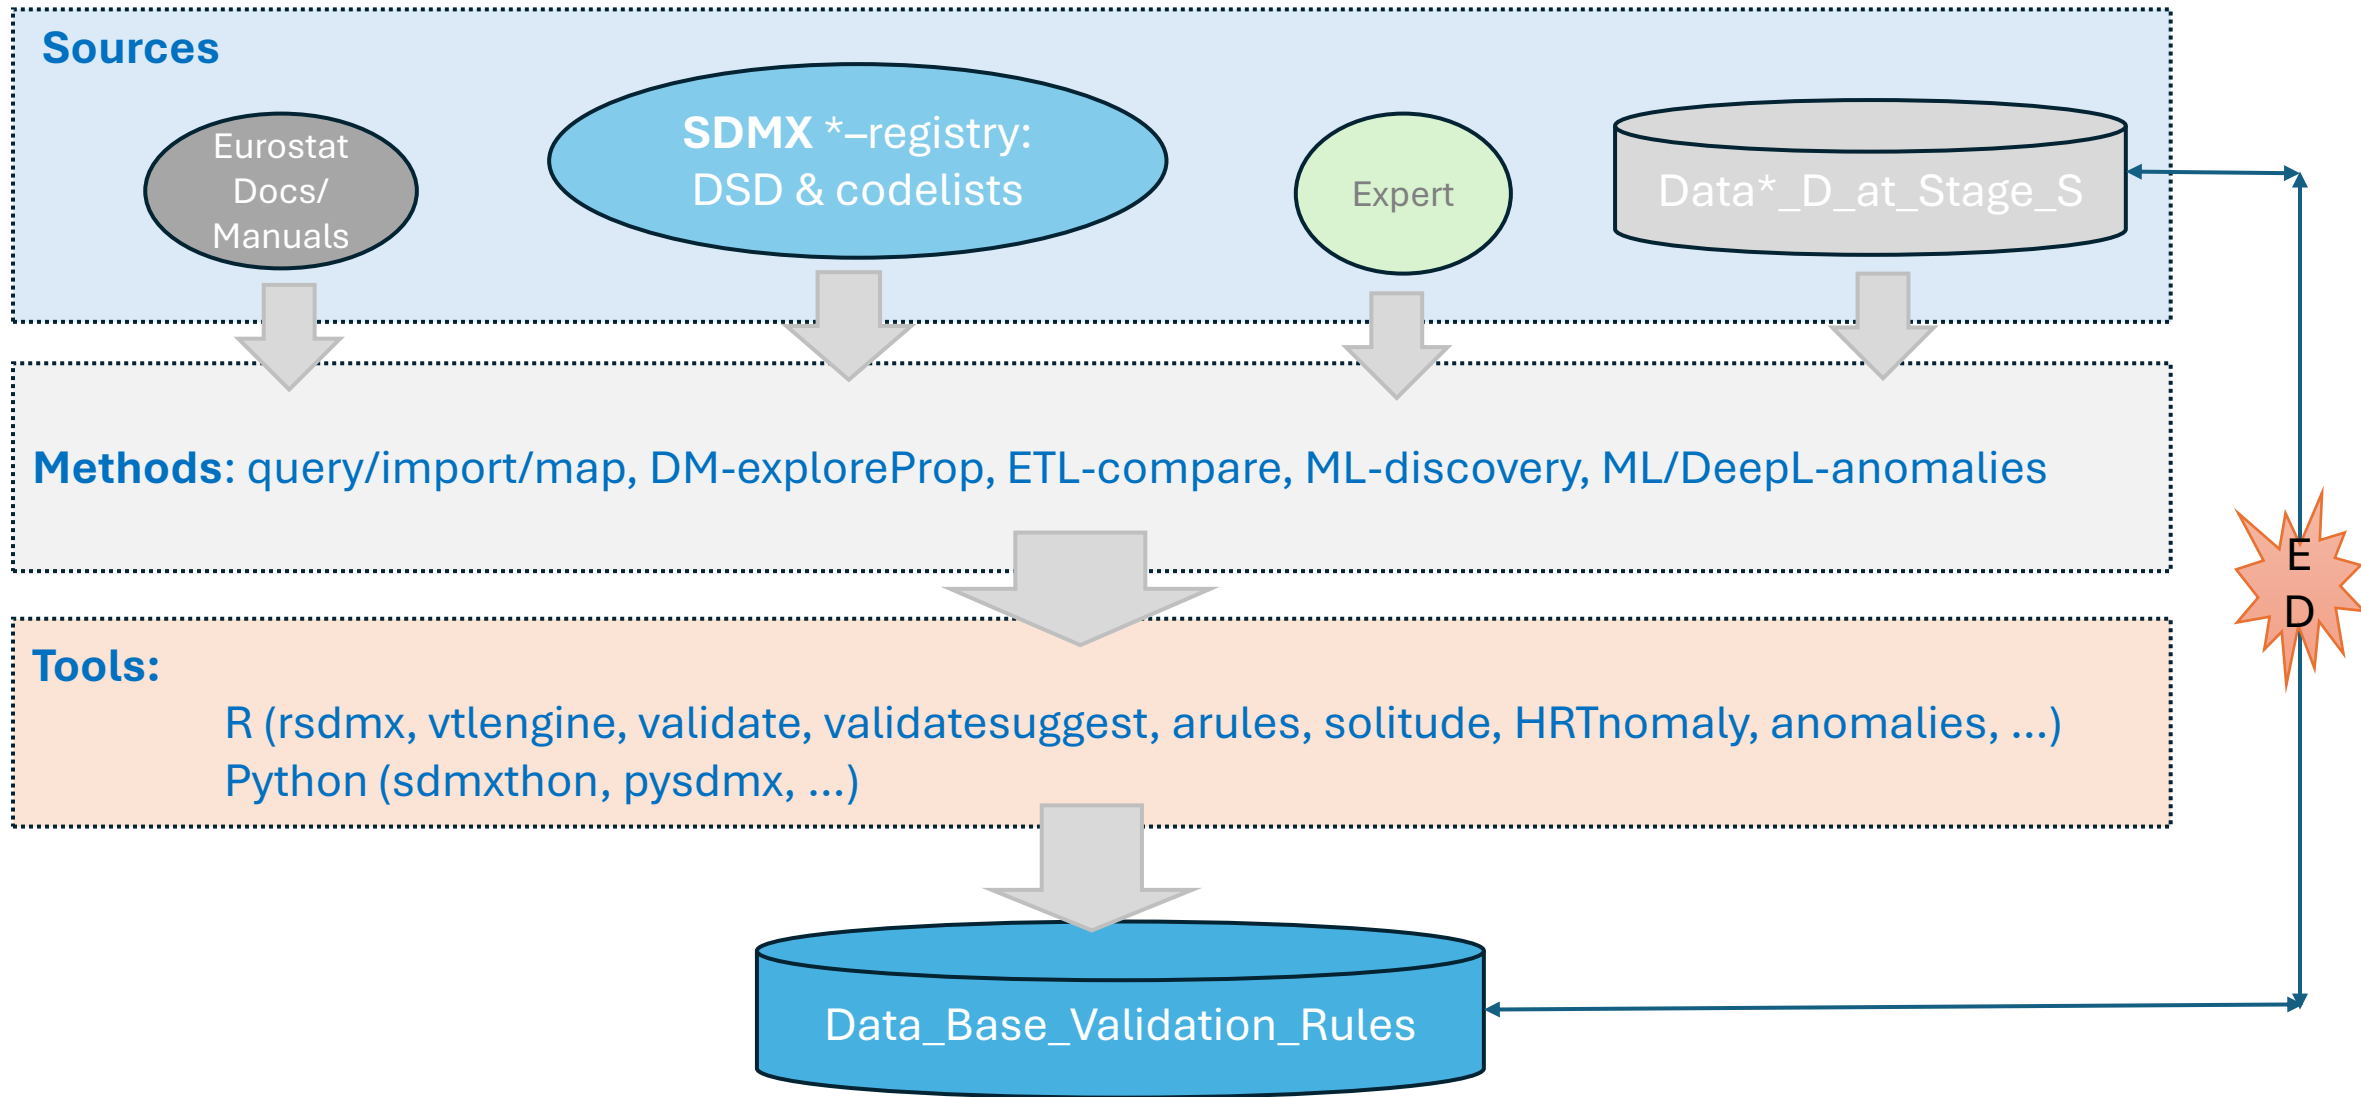 Sources
Eurostat
Docs/
Manuals
SDMX *–registry:
DSD & codelists
Expert
Data*_D_at_Stage_S
Methods: query/import/map, DM-exploreProp, ETL-compare, ML-discovery, ML/DeepL-anomalies
E
D
Tools:
R (rsdmx, vtlengine, validate, validatesuggest, arules, solitude, HRTnomaly, anomalies, ...)
Python (sdmxthon, pysdmx, ...)
Data_Base_Validation_Rules